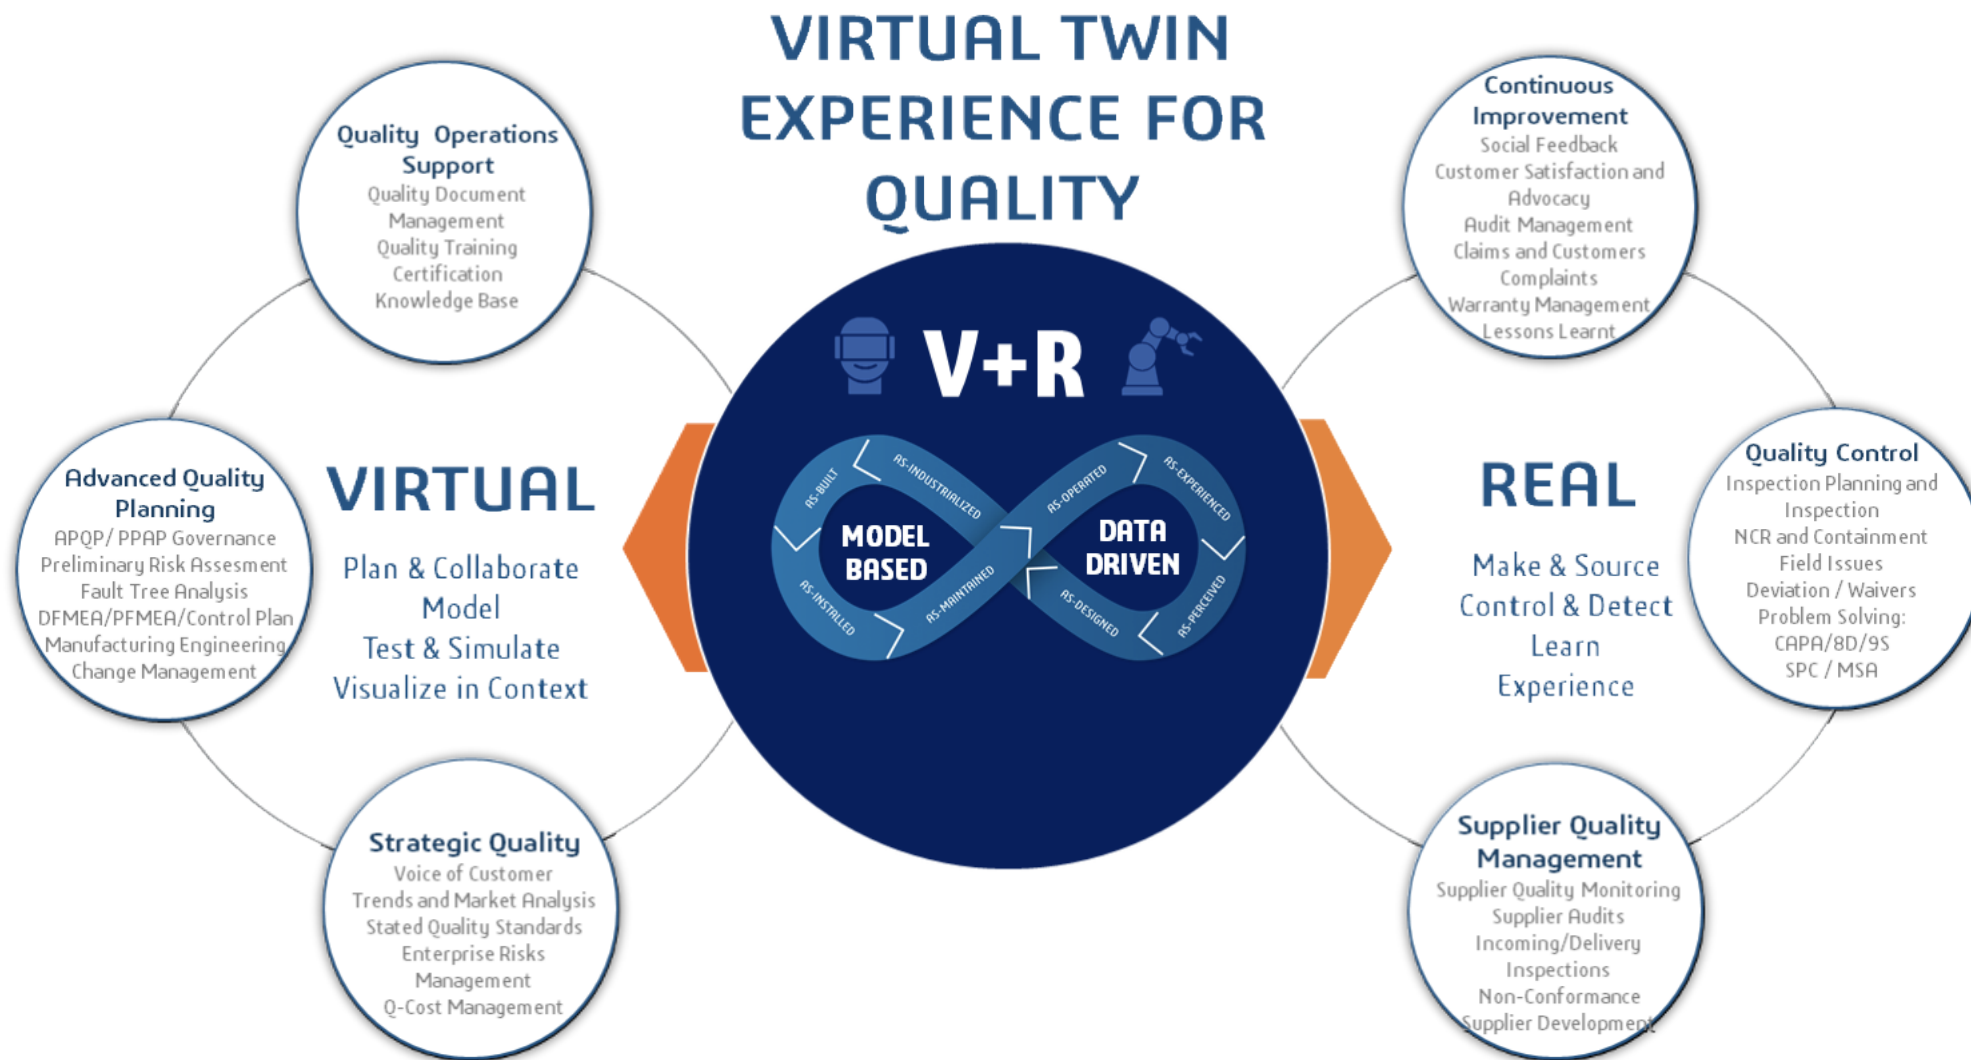 VIRTUAL TWIN
EXPERIENCE FOR
QUALITY
Quality Operations
Support
Quality Document
Management
Quality Training
Certification
Knowledge Base
Advanced Quality
Planning
APQP/ PPAP Governance
Preliminary Risk Assesment
Fault Tree Analysis
DFMEA/PFMEA/Control Plan
Manufacturing Engineering
Change Management
Strategic Quality
Voice of Customer
Trends and Market Analysis
Stated Quality Standards
Enterprise Risks
Management
Q-Cost Management
VIRTUAL
Plan & Collaborate
Model
Test & Simulate
Visualize in Context
V+R
AS-BUILT
AS-INDUSTRIALIZED
AS-OPERATED
AS-EXPERIENCED
MODEL
BASED
DATA
DRIVEN
AS-INSTALLED
AS-MAINTAINED
AS-DESIGNED
AS-PERCEIVED
REAL
Make & Source
Control & Detect
Learn
Experience
Continuous
Improvement
Social Feedback
Customer Satisfaction and
Advocacy
Audit Management
Claims and Customers
Complaints
Warranty Management
Lessons Learnt
Quality Control
Inspection Planning and
Inspection
NCR and Containment
Field Issues
Deviation / Waivers
Problem Solving:
CAPA/8D/9S
SPC / MSA
Supplier Quality
Management
Supplier Quality Monitoring
Supplier Audits
Incoming/Delivery
Inspections
Non-Conformance
Supplier Development